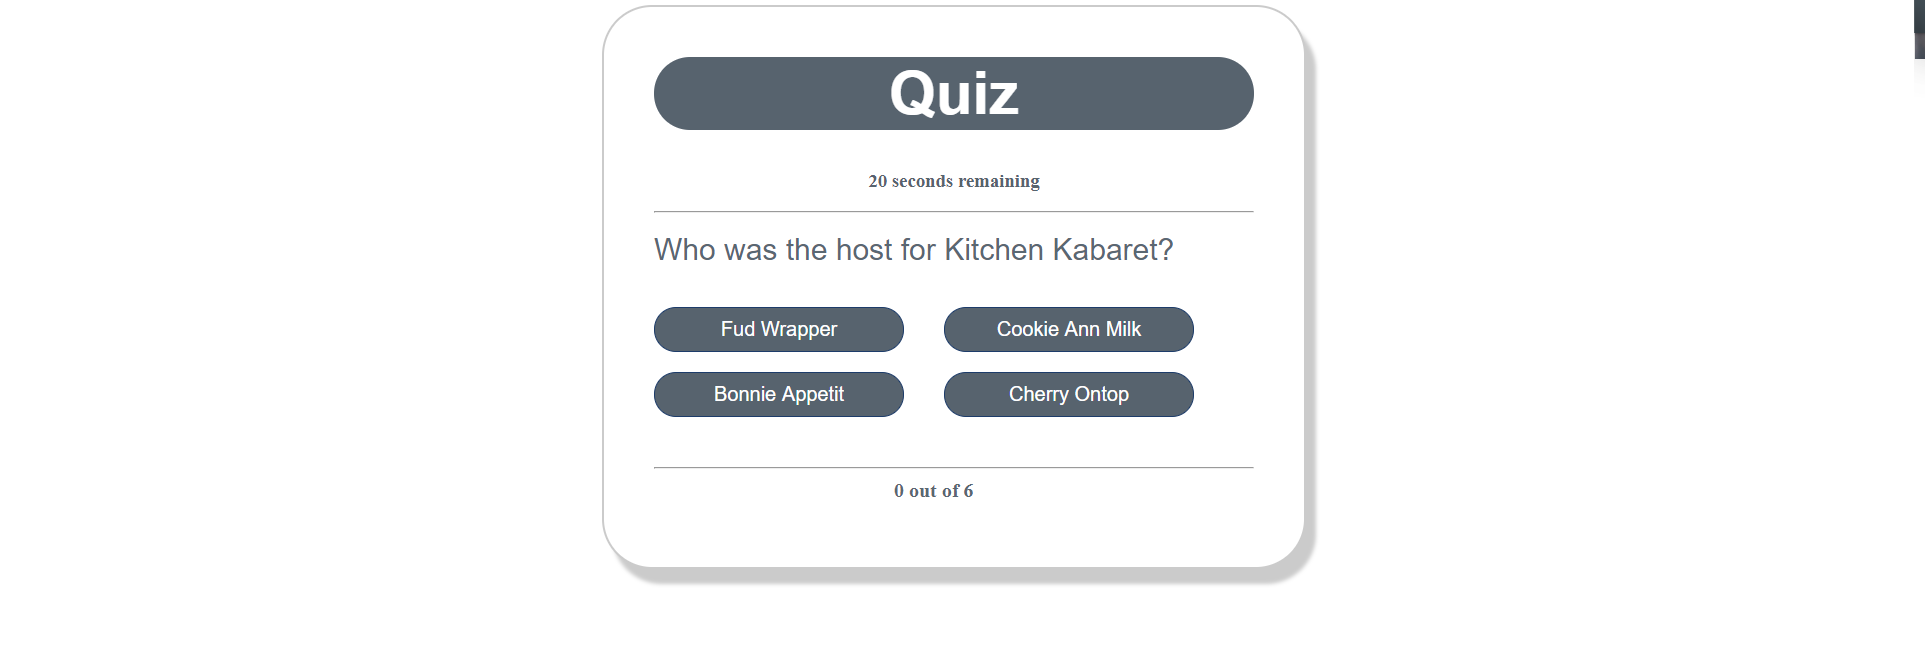 Quiz
20 seconds remaining
Who was the host for Kitchen Kabaret?
Fud Wrapper
Cookie Ann Milk
Bonnie Appetit
Cherry Ontop
0 out of 6